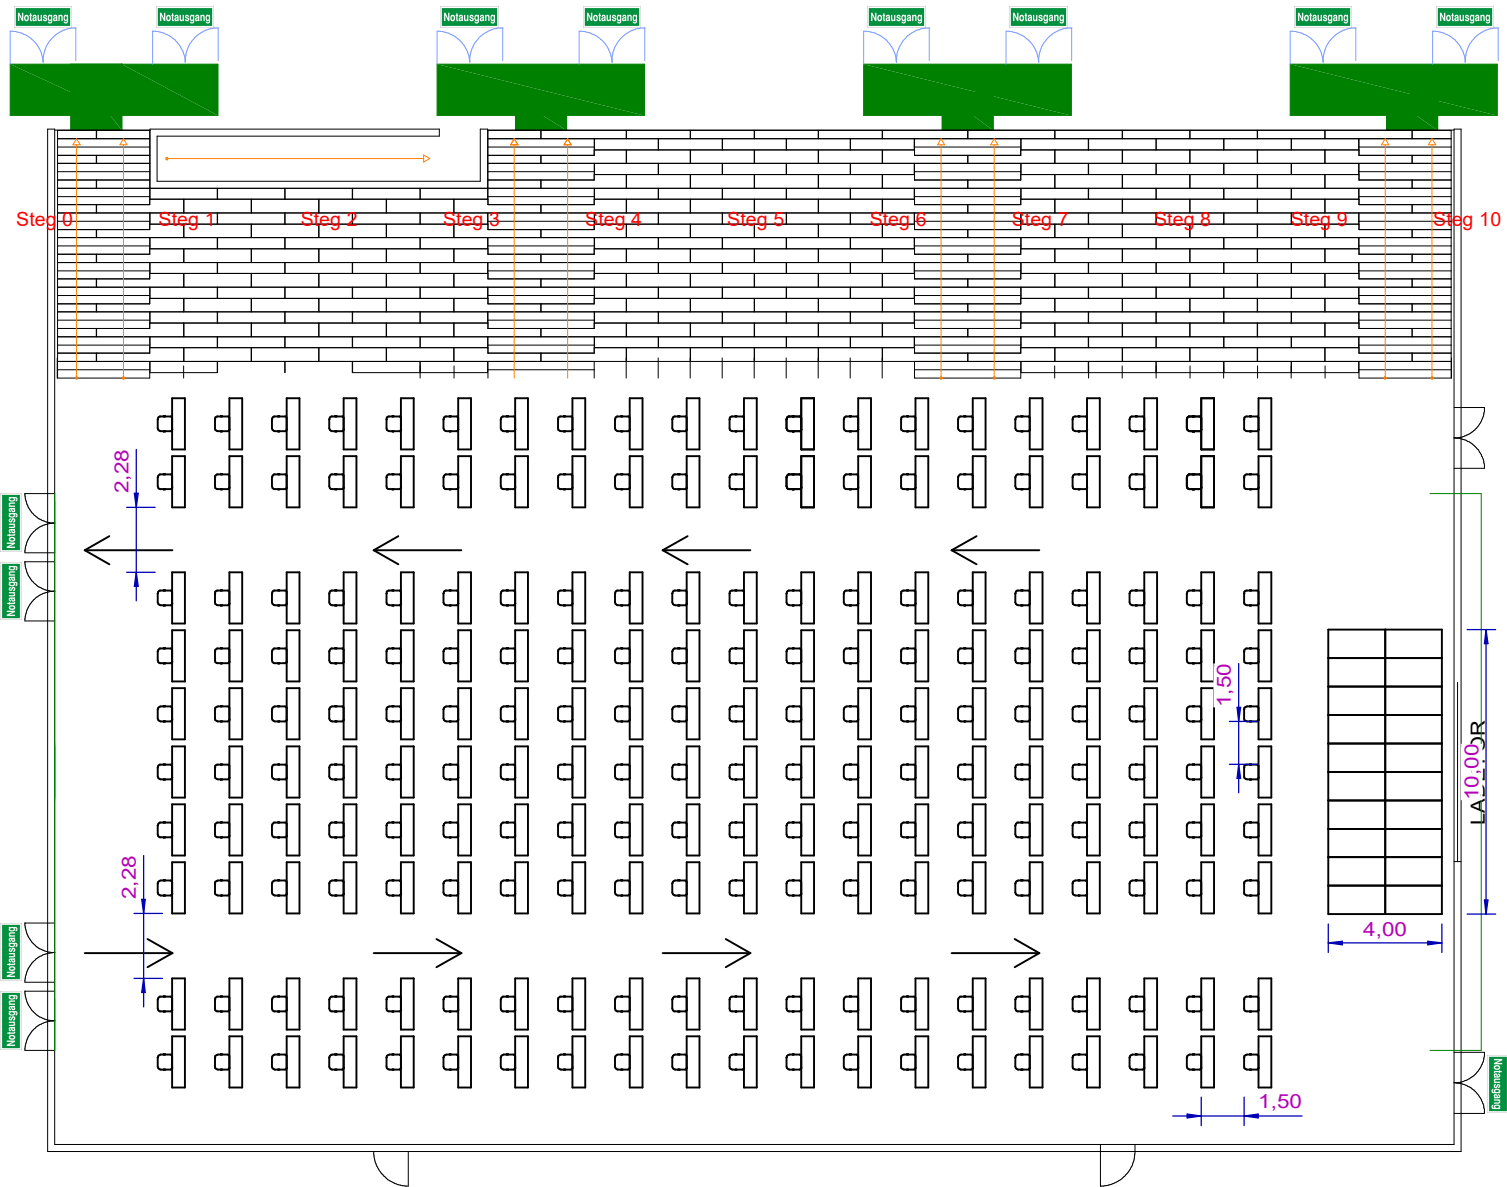 Notausgang
Notausgang
Notausgang
Notausgang
Notausgang
Notausgang
Notausgang
Notausgang
Steg 0
Steg 1
Steg 2
Steg 3
Steg 4
Steg 5
Steg 6
Steg 7
Steg 8
Steg 9
Steg 10
2,28
Notausgang
Notausgang
1,50
10,00
LADETOR
2,28
4,00
Notausgang
Notausgang
Notausgang
1,50